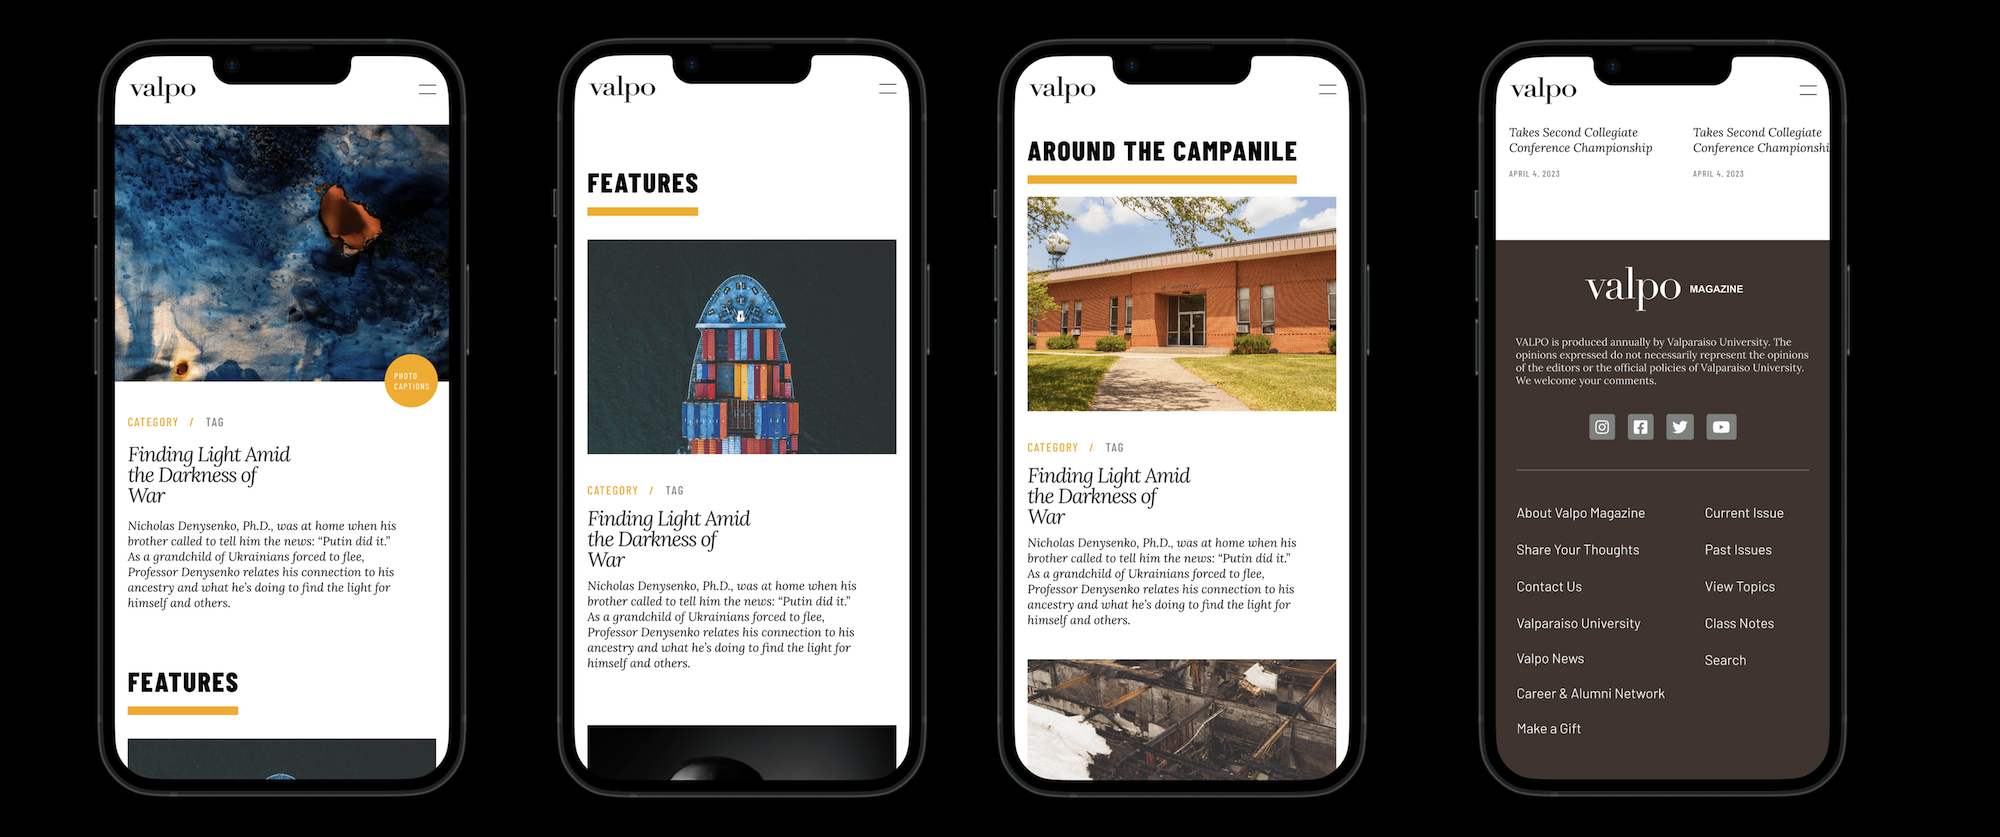 valpo
PHOTO
CAPTIONS
CATEGORY / TAG
Finding Light Amid
the Darkness of
War
Nicholas Denysenko, Ph.D., was at home when his
brother called to tell him the news: “Putin did it.”
As a grandchild of Ukrainians forced to flee,
Professor Denysenko relates his connection to his
ancestry and what he’s doing to find the light for
himself and others.
FEATURES
valpo
FEATURES
CATEGORY / TAG
Finding Light Amid
the Darkness of
War
Nicholas Denysenko, Ph.D., was at home when his
brother called to tell him the news: “Putin did it.”
As a grandchild of Ukrainians forced to flee,
Professor Denysenko relates his connection to his
ancestry and what he’s doing to find the light for
himself and others.
valpo
AROUND THE CAMPANILE
CATEGORY / TAG
Finding Light Amid
the Darkness of
War
Nicholas Denysenko, Ph.D., was at home when his
brother called to tell him the news: “Putin did it.”
As a grandchild of Ukrainians forced to flee,
Professor Denysenko relates his connection to his
ancestry and what he’s doing to find the light for
himself and others.
valpo
Takes Second Collegiate
Conference Championship
APRIL 4, 2023
Takes Second Collegiate
Conference Championshi
APRIL 4, 2023
valpo MAGAZINE
VALPO is produced annually by Valparaiso University. The
opinions expressed do not necessarily represent the opinions
of the editors or the official policies of Valparaiso University.
We welcome your comments.
About Valpo Magazine
Share Your Thoughts
Contact Us
Valparaiso University
Valpo News
Career & Alumni Network
Make a Gift
Current Issue
Past Issues
View Topics
Class Notes
Search